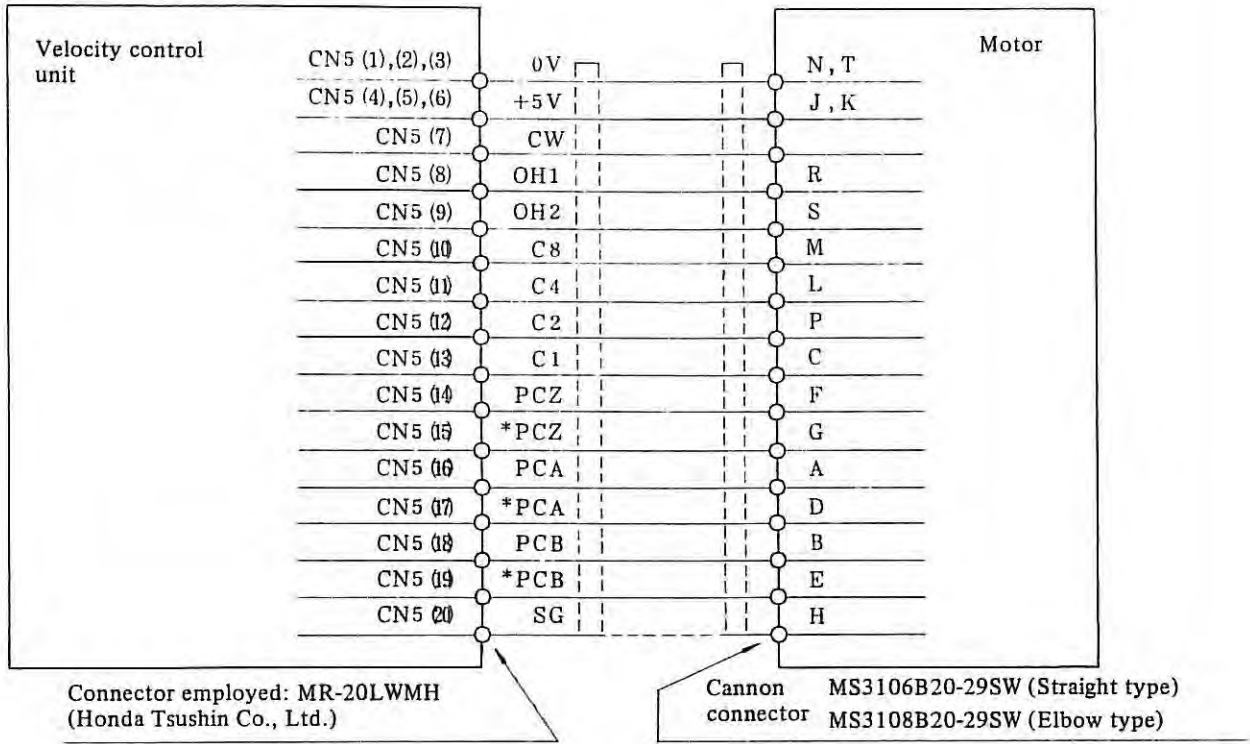 Velocity control
unit
Motor
CN5 (1),(2),(3) 0V N,T
CN5 (4),(5),(6) +5V J,K
CN5 (7) CW
CN5 (8) OH1 R
CN5 (9) OH2 S
CN5 (10) C8 M
CN5 (11) C4 L
CN5 (12) C2 P
CN5 (13) C1 C
CN5 (14) PCZ F
CN5 (15) *PCZ G
CN5 (16) PCA A
CN5 (17) *PCA D
CN5 (18) PCB B
CN5 (19) *PCB E
CN5 (20) SG H
Connector employed: MR-20LWMH
(Honda Tsushin Co., Ltd.)
Cannon MS3106B20-29SW (Straight type)
connector MS3108B20-29SW (Elbow type)